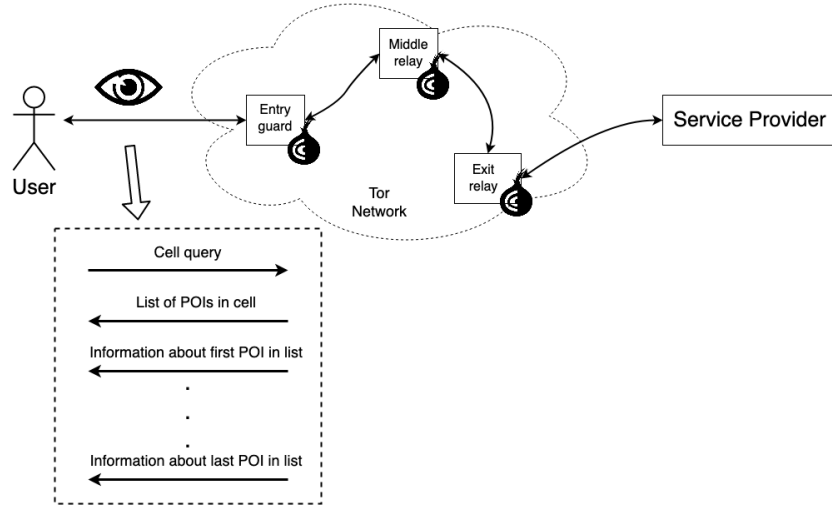 Middle
relay
Entry
guard
Service Provider
Exit
relay
User
Tor
Network
Cell query
List of POIs in cell
Information about first POI in list
.
.
.
Information about last POI in list